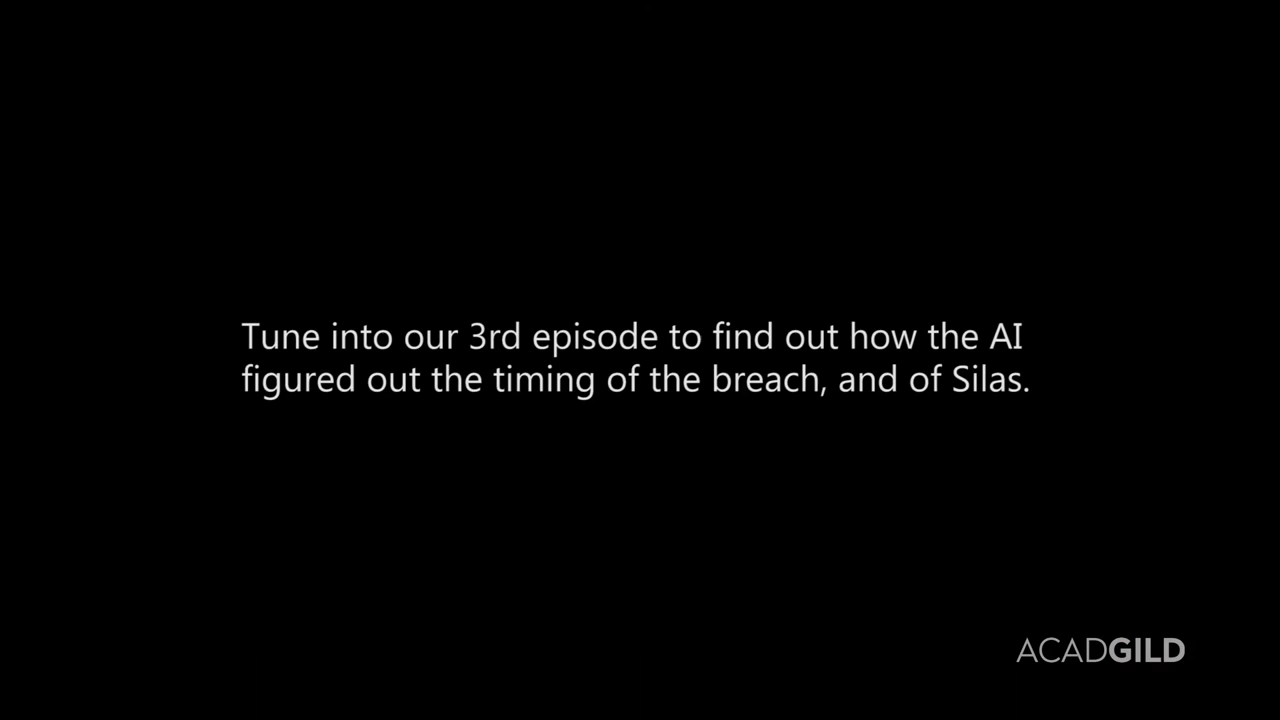 Tune into our 3rd episode to find out how the AI
figured out the timing of the breach, and of Silas.
ACADGILD